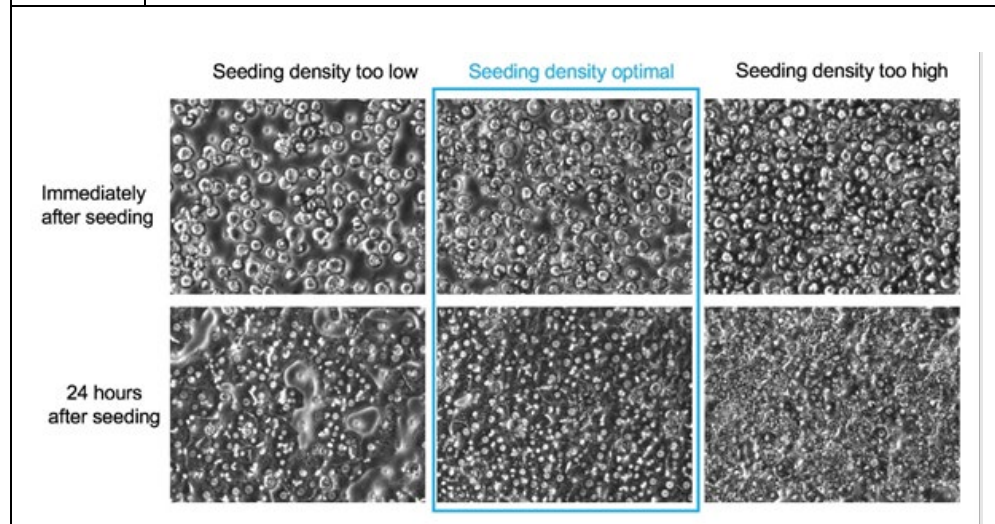 Seeding density too low
Seeding density optimal
Seeding density too high
Immediately
after seeding
24 hours
after seeding